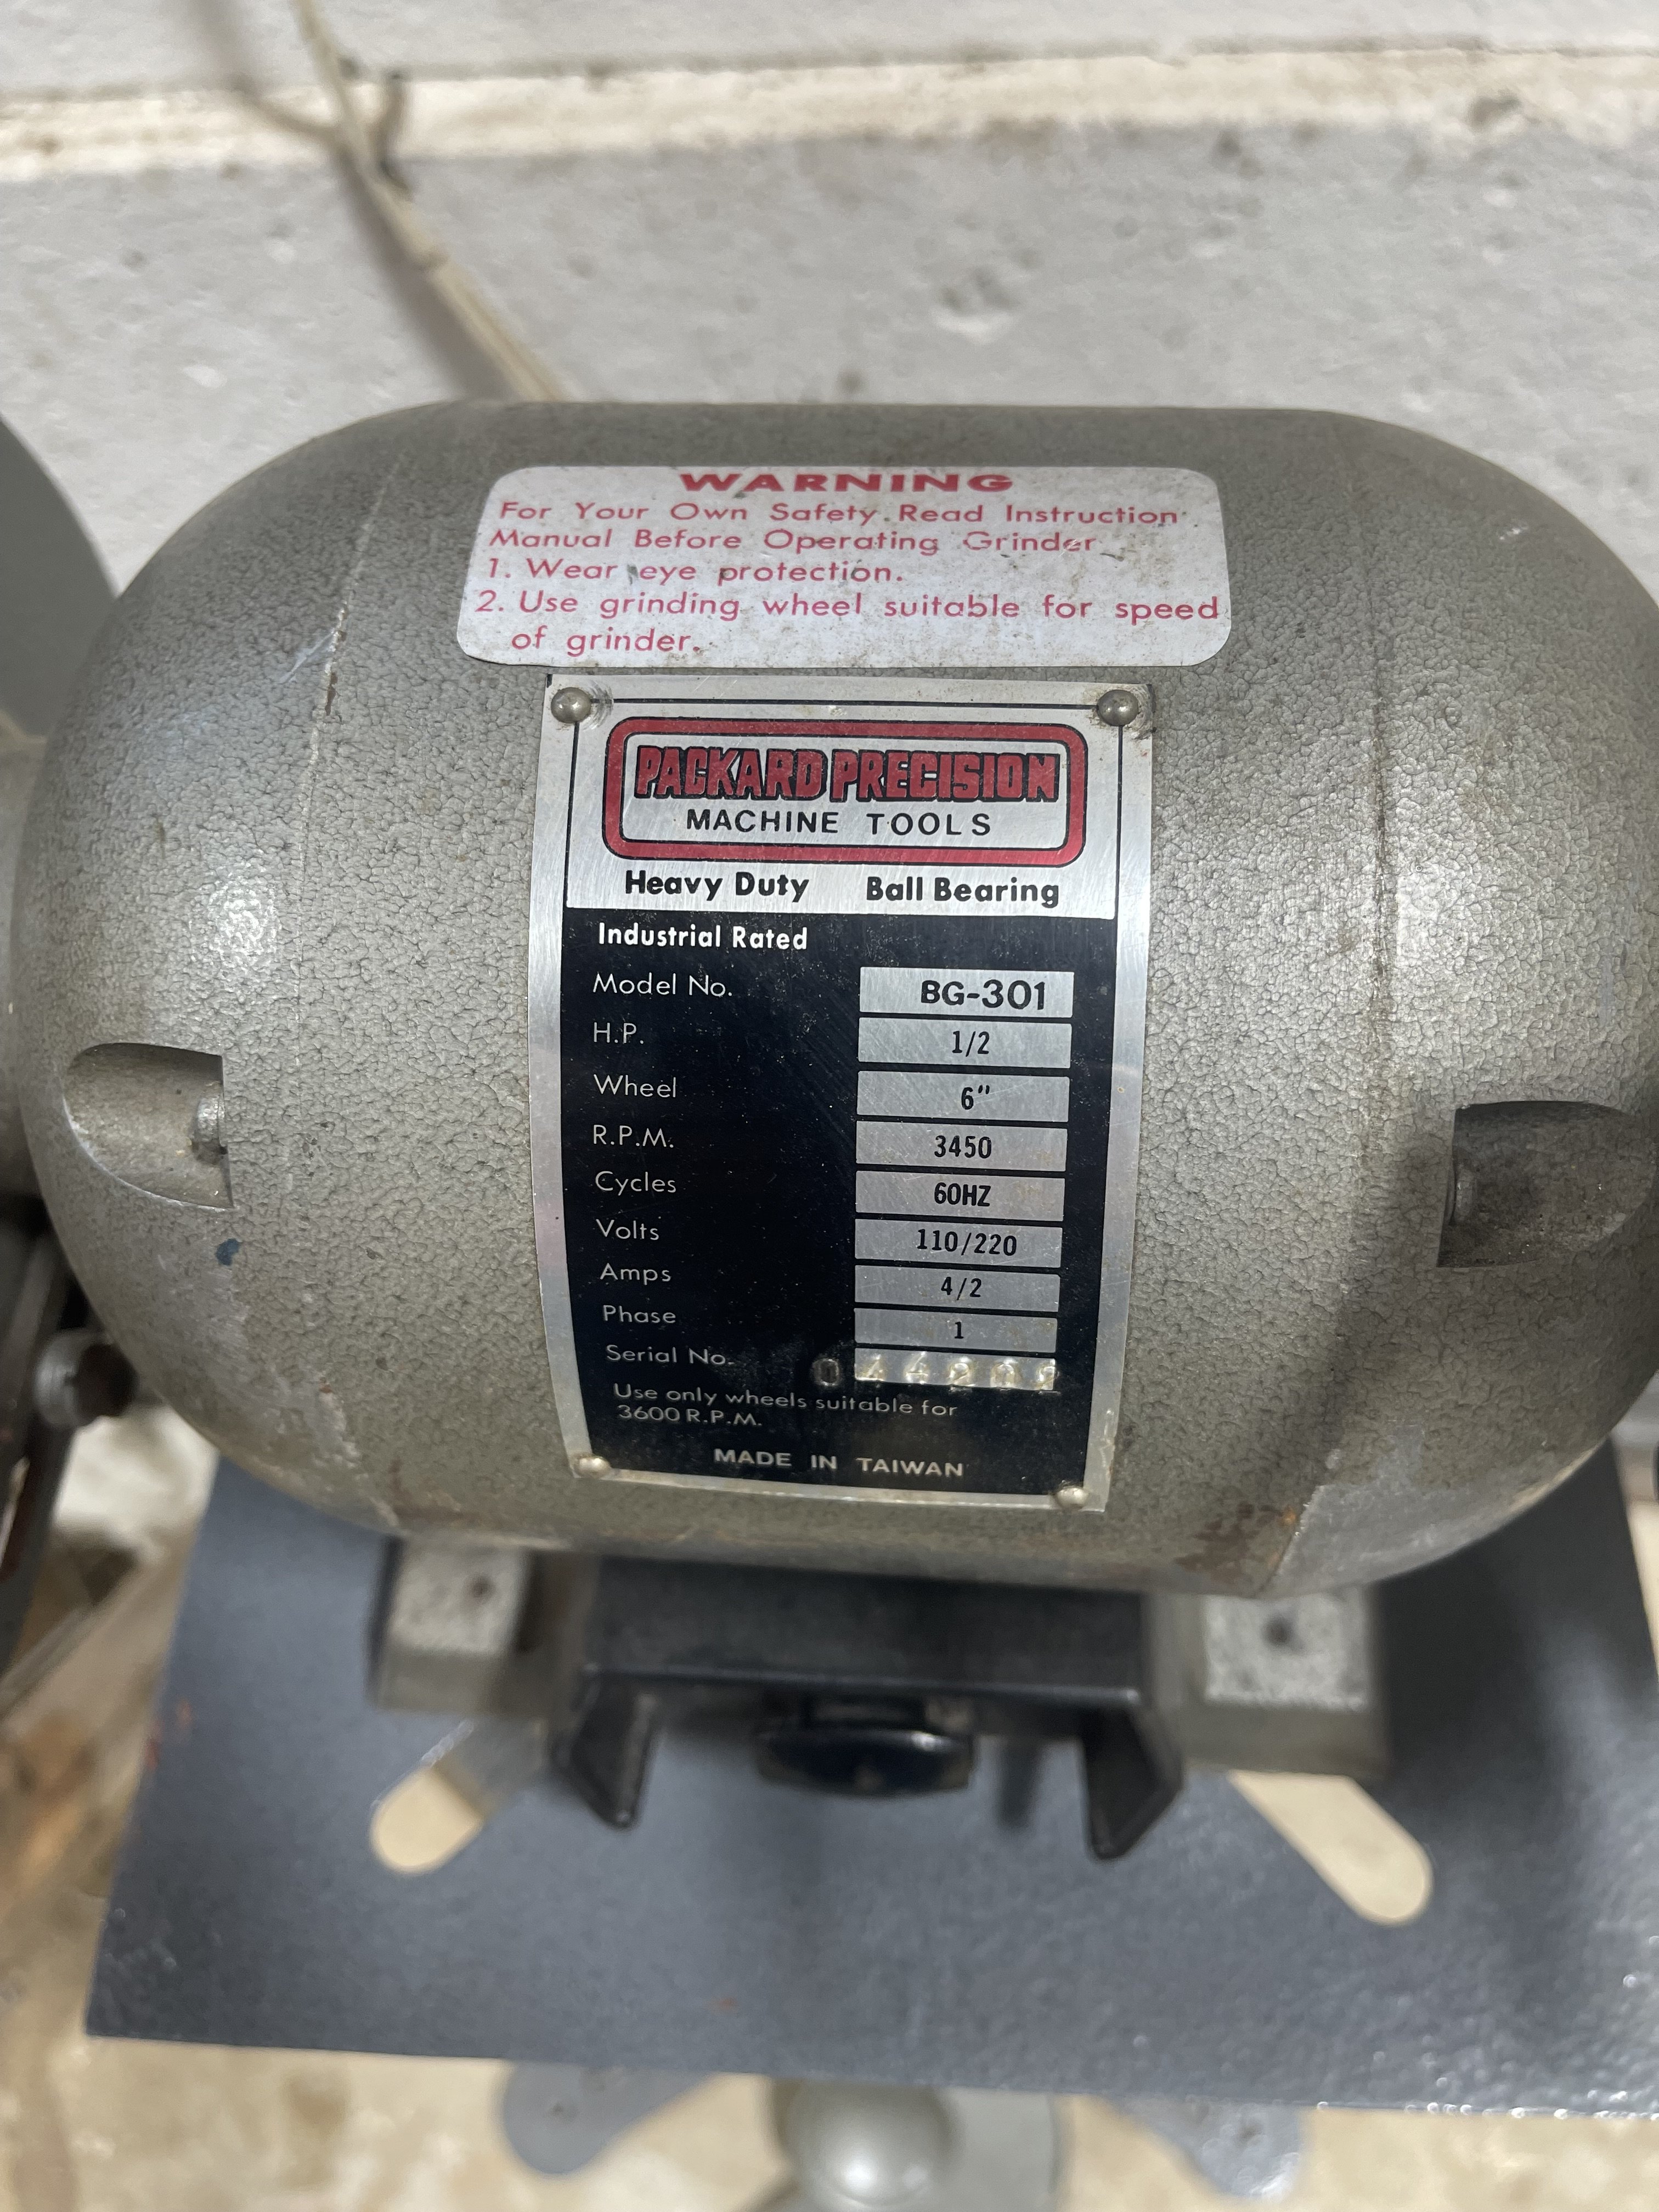 WARNING
For Your Own Safety. Read Instruction
Manual Before Operating Grinder
1. Wear eye protection.
2. Use grinding wheel suitable for speed
of grinder.
PACKARD PRECISION
MACHINE TOOLS
Heavy Duty Ball Bearing
Industrial Rated
Model No. BG-301
H.P. 1/2
Wheel 6"
R.P.M. 3450
Cycles 60HZ
Volts 110/220
Amps 4/2
Phase 1
Serial No.
Use only wheels suitable for
3600 R.P.M.
MADE IN TAIWAN